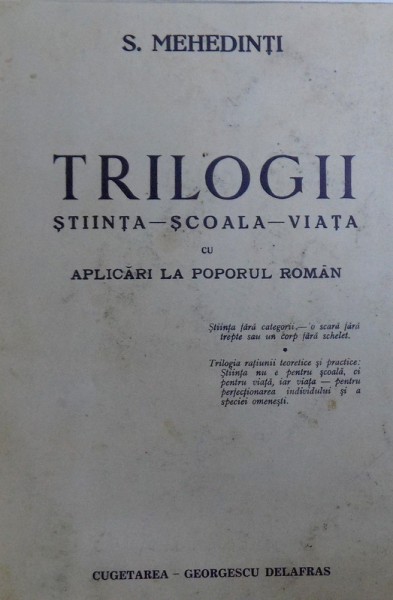 S. MEHEDINȚI
TRILOGII
ȘTIINȚA—ȘCOALA—VIAȚA
CU
APLICĂRI LA POPORUL ROMÂN
Știința fără categorii,— o scară fără
trepte sau un corp fără schelet.
•
Trilogia rațiunii teoretice și practice:
Știința nu e pentru școală, ci
pentru viață, iar viața — pentru
perfecționarea individului și a
speciei omenești.
CUGETAREA – GEORGESCU DELAFRAS